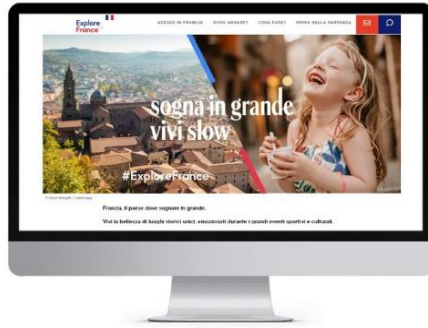 Explore
France
ADESSO IN FRANCIA DOVE ANDARE? COSA FARE? PRIMA DELLA PARTENZA
sogna in grande
vivi slow
#ExploreFrance
Francia, il paese dove sognare in grande.
Vivi la bellezza di luoghi storici unici, emozionati durante i grandi eventi sportivi e culturali.